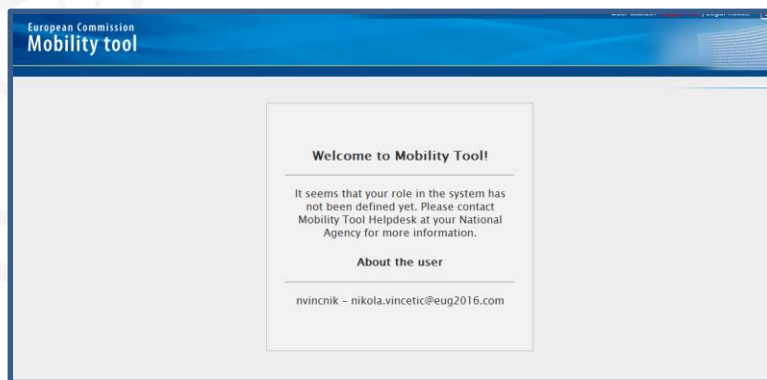 European Commission
Mobility tool
Welcome to Mobility Tool!
It seems that your role in the system has
not been defined yet. Please contact
Mobility Tool Helpdesk at your National
Agency for more information.
About the user
nvincnik – nikola.vincetic@eug2016.com